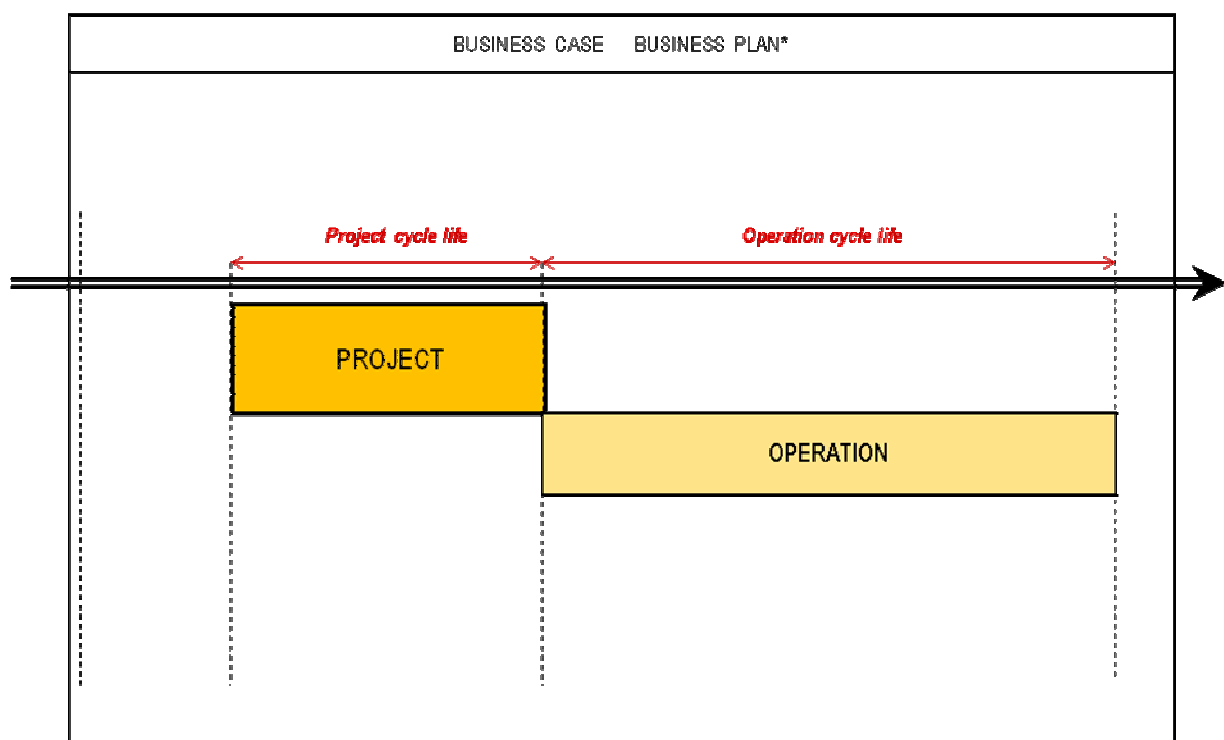 BUSINESS CASE BUSINESS PLAN*
Project cycle life
Operation cycle life
PROJECT
OPERATION